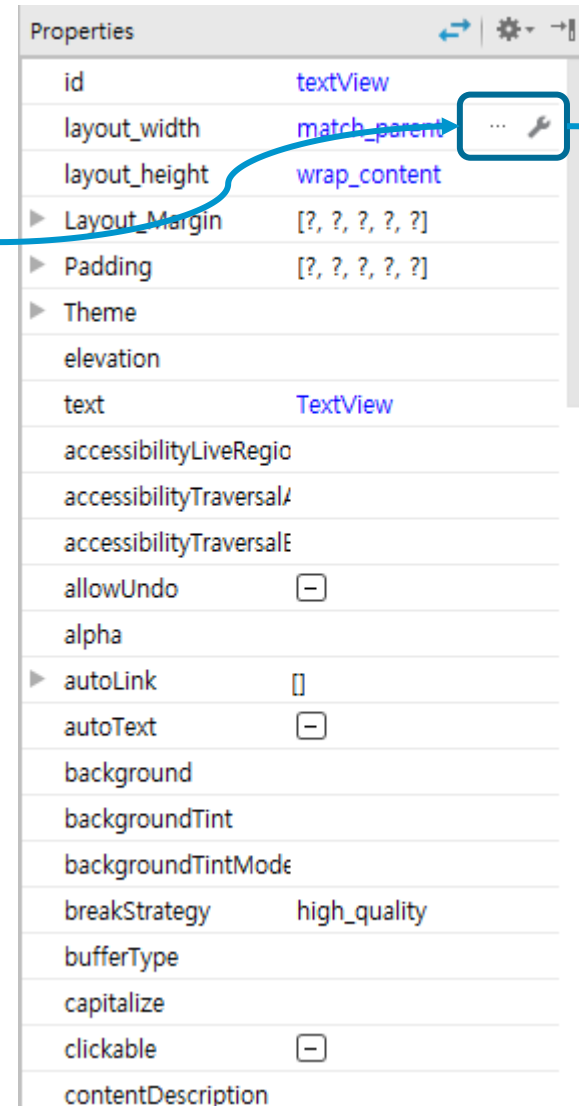 Properties
id textView
layout_width match_parent ...
layout_height wrap_content
Layout_Margin [?, ?, ?, ?, ?]
Padding [?, ?, ?, ?, ?]
Theme
elevation
text TextView
accessibilityLiveRegio
accessibilityTraversalA
accessibilityTraversalE
allowUndo
alpha
autoLink []
autoText
background
backgroundTint
backgroundTintMode
breakStrategy high_quality
bufferType
capitalize
clickable
contentDescription